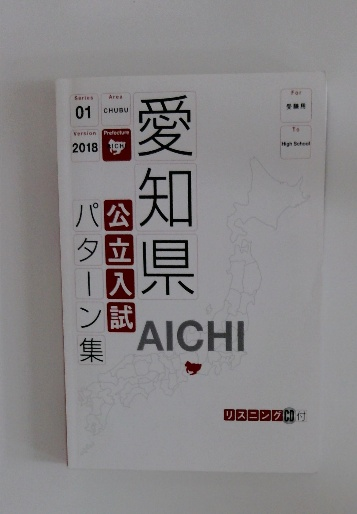 Series
01
Area
CHUBU
Version
2018
Prefecture
AICHI
For
受験用
To
High School
愛知県
公立入試
パターン集
AICHI
リスニングCD付